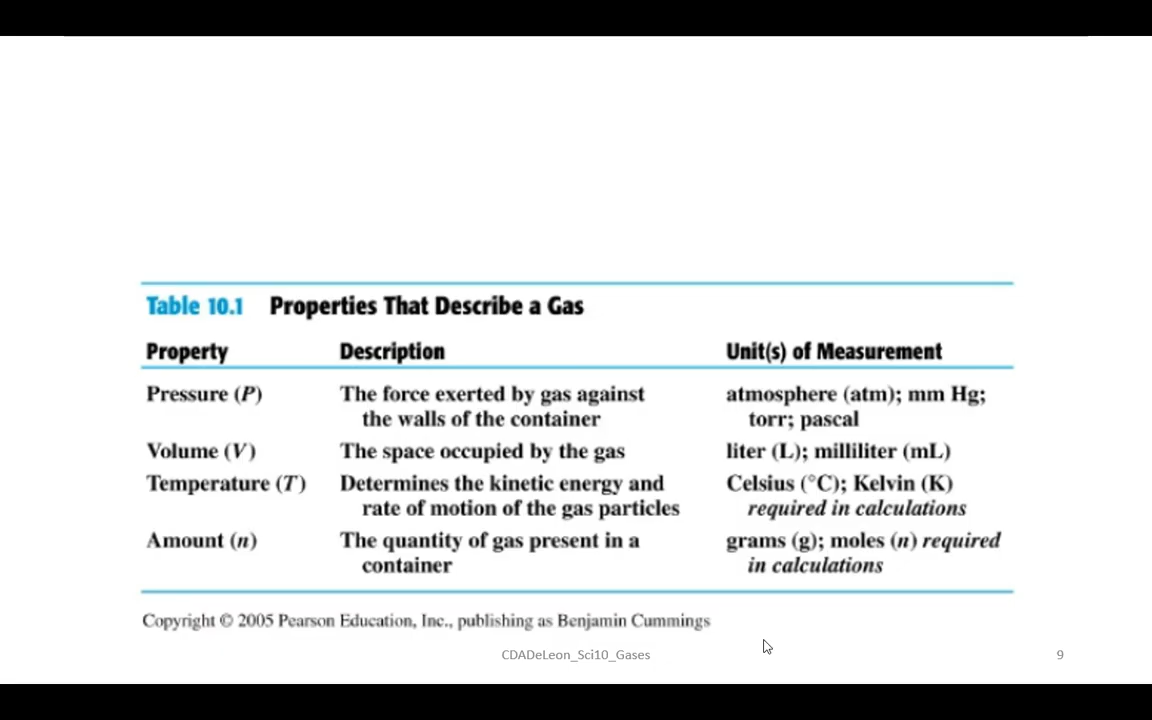 Table 10.1 Properties That Describe a Gas
Property Description Unit(s) of Measurement
Pressure (P) The force exerted by gas against atmosphere (atm); mm Hg;
the walls of the container torr; pascal
Volume (V) The space occupied by the gas liter (L); milliliter (mL)
Temperature (T) Determines the kinetic energy and Celsius (°C); Kelvin (K)
rate of motion of the gas particles required in calculations
Amount (n) The quantity of gas present in a grams (g); moles (n) required
container in calculations
Copyright © 2005 Pearson Education, Inc., publishing as Benjamin Cummings
CDADeLeon_Sci10_Gases 9